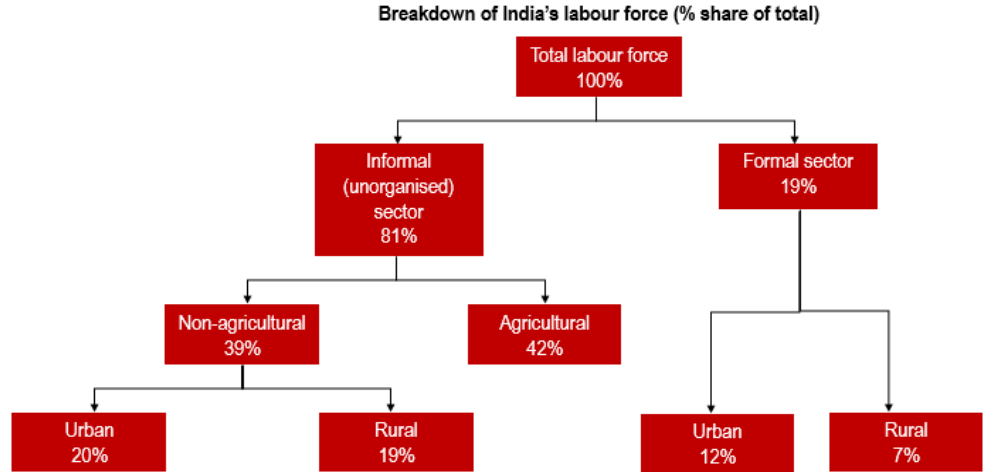 Breakdown of India's labour force (% share of total)
Total labour force
100%
Informal
(unorganised)
sector
81%
Formal sector
19%
Non-agricultural
39%
Agricultural
42%
Urban
20%
Rural
19%
Urban
12%
Rural
7%